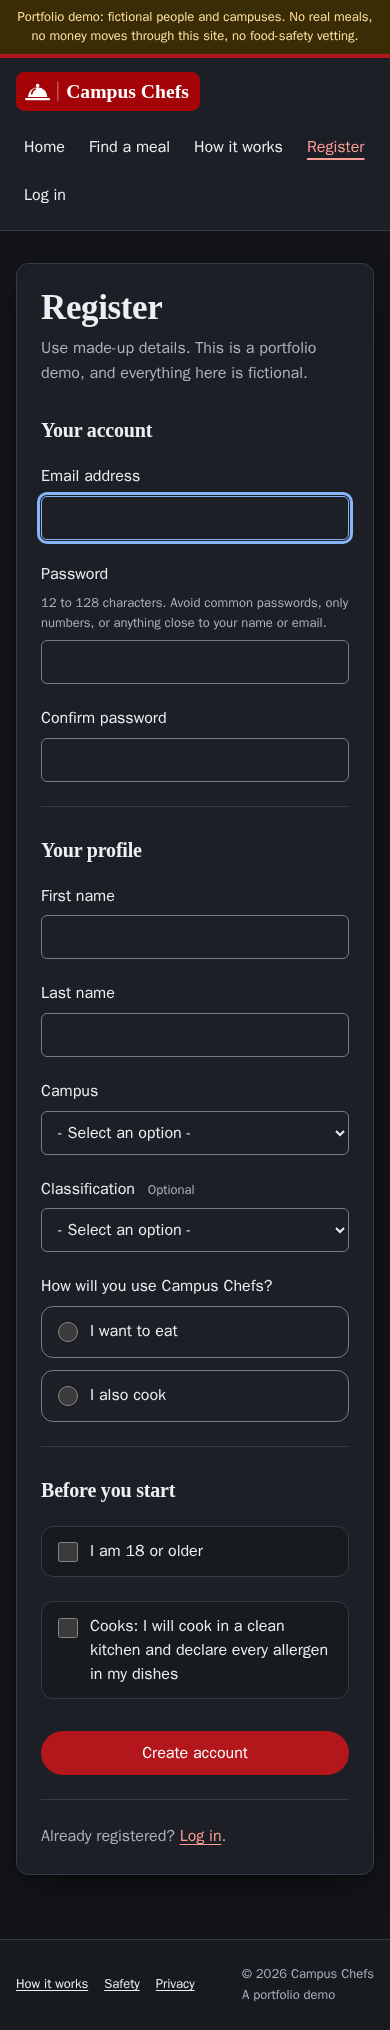 Portfolio demo: fictional people and campuses. No real meals,
no money moves through this site, no food-safety vetting.
Campus Chefs
Home Find a meal How it works Register
Log in
Register
Use made-up details. This is a portfolio
demo, and everything here is fictional.
Your account
Email address
Password
12 to 128 characters. Avoid common passwords, only
numbers, or anything close to your name or email.
Confirm password
Your profile
First name
Last name
Campus
- Select an option -
Classification Optional
- Select an option -
How will you use Campus Chefs?
I want to eat
I also cook
Before you start
I am 18 or older
Cooks: I will cook in a clean
kitchen and declare every allergen
in my dishes
Create account
Already registered? Log in.
How it works Safety Privacy
© 2026 Campus Chefs
A portfolio demo